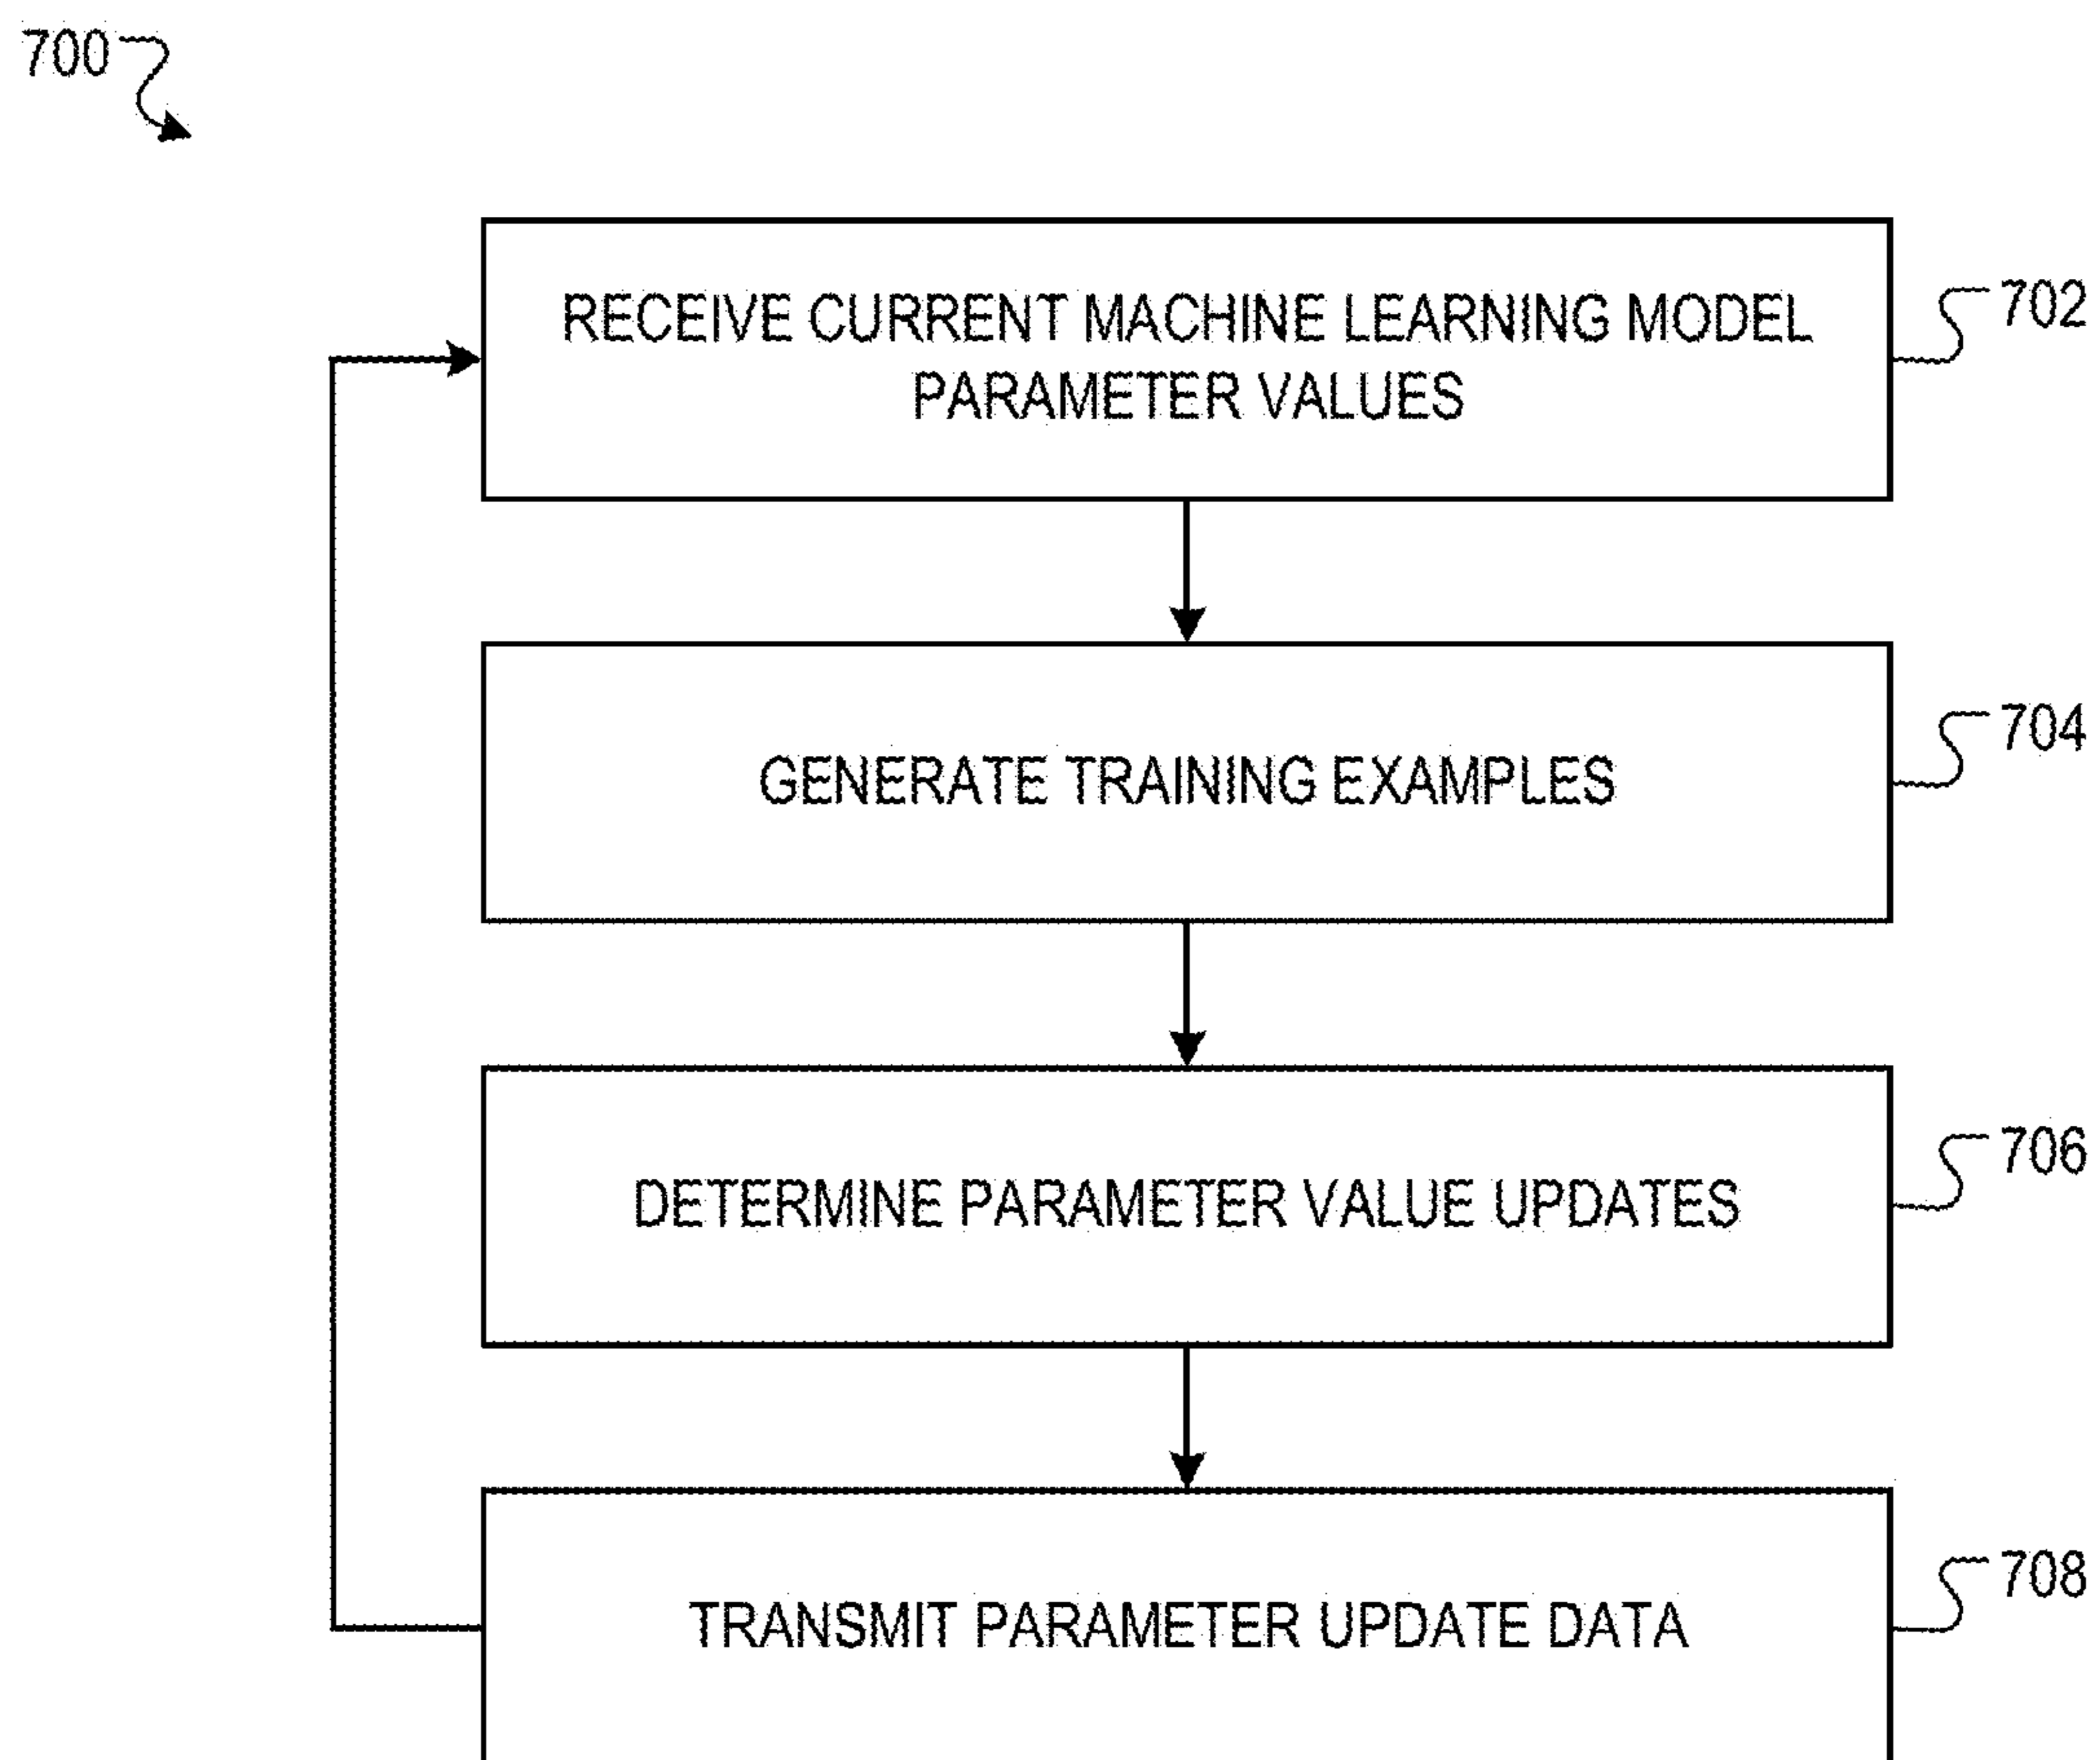 700
RECEIVE CURRENT MACHINE LEARNING MODEL
PARAMETER VALUES
702
GENERATE TRAINING EXAMPLES
704
DETERMINE PARAMETER VALUE UPDATES
706
TRANSMIT PARAMETER UPDATE DATA
708